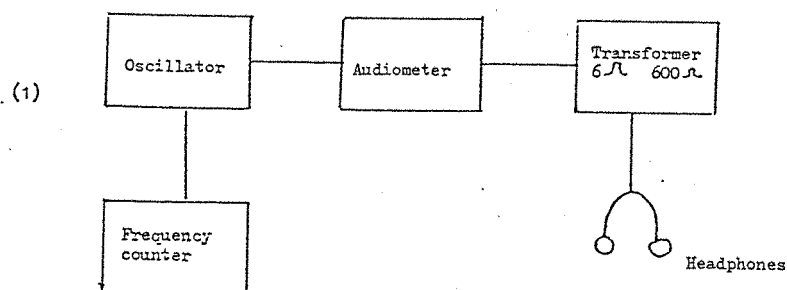 Oscillator
Audiometer
Transformer
6Ω 600Ω
. (1)
Frequency
counter
Headphones